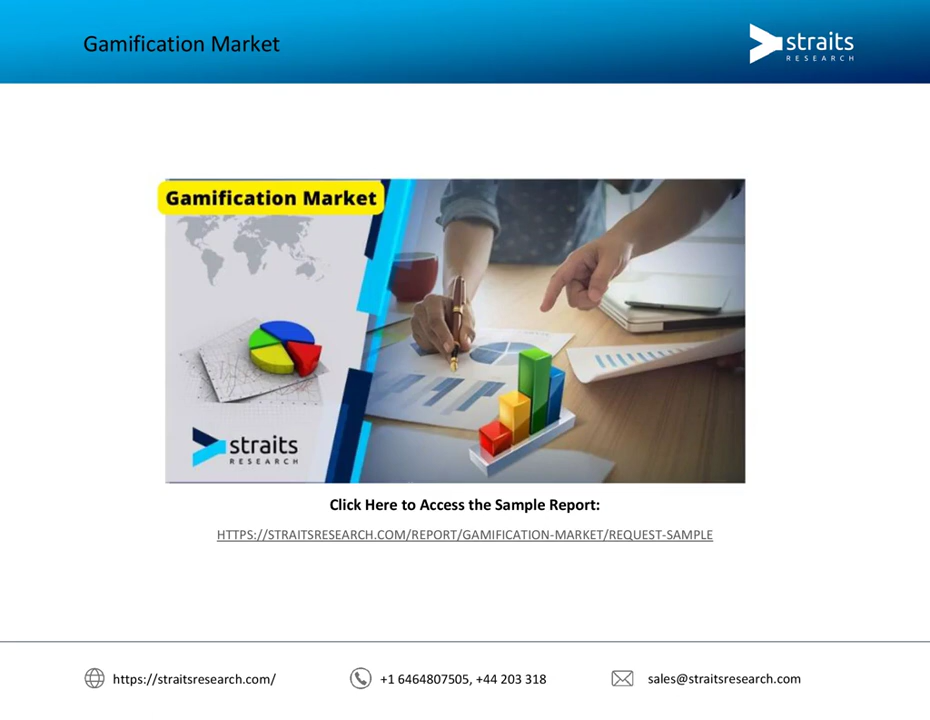 Gamification Market
straits
RESEARCH
Gamification Market
straits
RESEARCH
Click Here to Access the Sample Report:
HTTPS://STRAITSRESEARCH.COM/REPORT/GAMIFICATION-MARKET/REQUEST-SAMPLE
https://straitsresearch.com/
+1 6464807505, +44 203 318
sales@straitsresearch.com